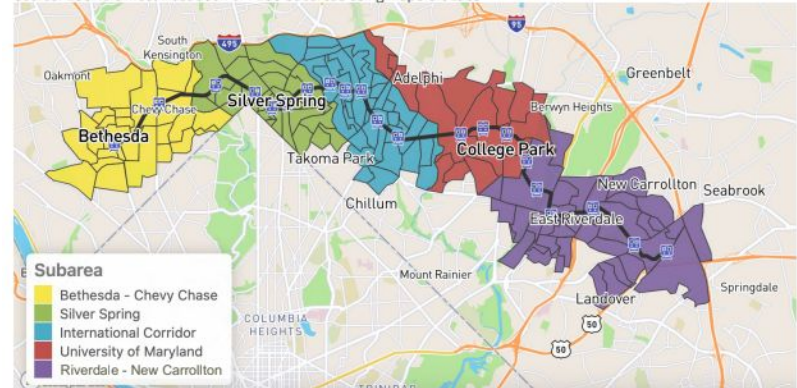 South
Kensington
495
95
Oakmont
Adelphi
Greenbelt
Chevy Chase
Silver Spring
Berwyn Heights
Bethesda
College Park
Takoma Park
New Carrollton
Seabrook
Chillum
East Riverdale
Mount Rainier
Landover
Springdale
50
50
COLUMBIA
HEIGHTS
Subarea
Bethesda - Chevy Chase
Silver Spring
International Corridor
University of Maryland
Riverdale - New Carrollton